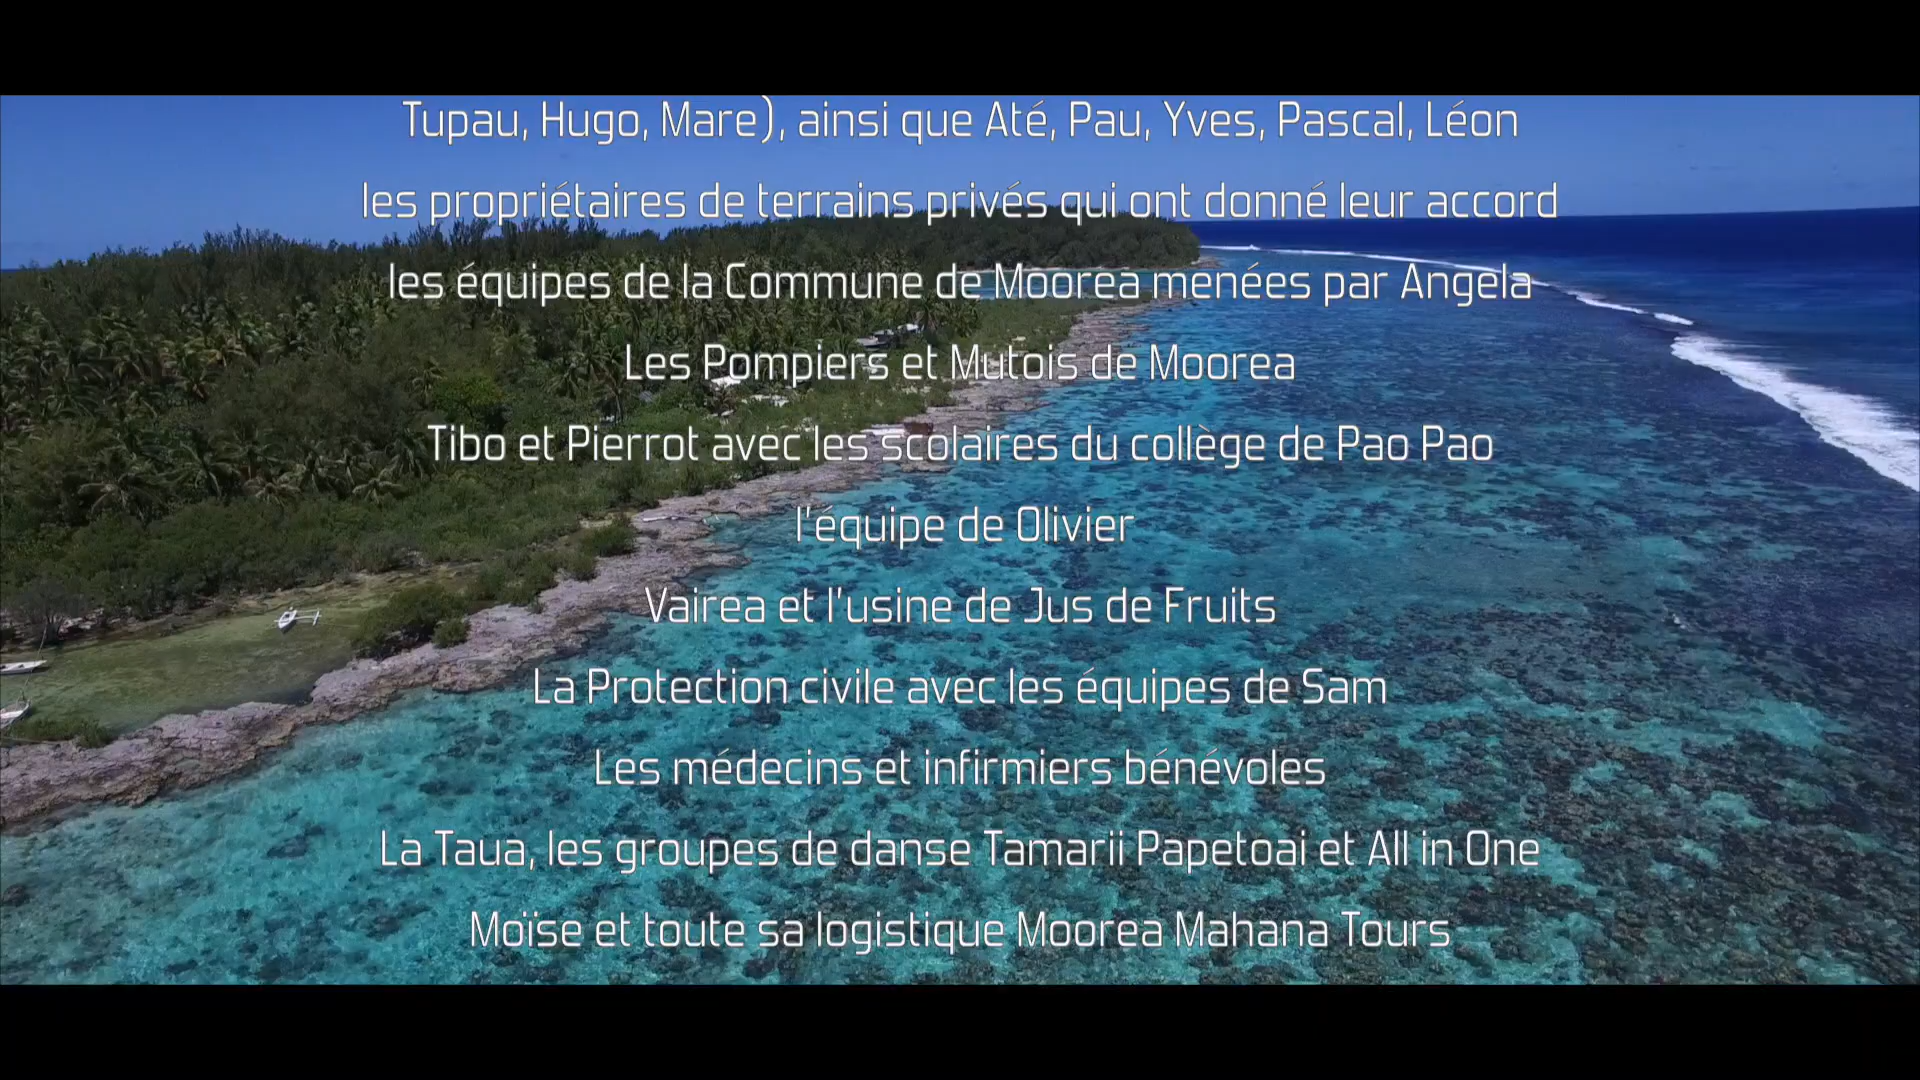 Tupau, Hugo, Mare), ainsi que Até, Pau, Yves, Pascal, Léon
les propriétaires de terrains privés qui ont donné leur accord
les équipes de la Commune de Moorea menées par Angela
Les Pompiers et Mutois de Moorea
Tibo et Pierrot avec les scolaires du collège de Pao Pao
l'équipe de Olivier
Vairea et l'usine de Jus de Fruits
La Protection civile avec les équipes de Sam
Les médecins et infirmiers bénévoles
La Taua, les groupes de danse Tamarii Papetoai et All in One
Moïse et toute sa logistique Moorea Mahana Tours